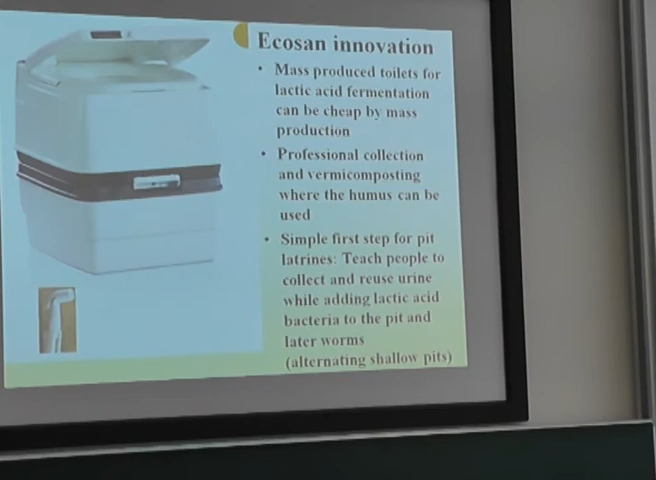 Ecosan innovation
• Mass produced toilets for
lactic acid fermentation
can be cheap by mass
production
• Professional collection
and vermicomposting
where the humus can be
used
• Simple first step for pit
latrines: Teach people to
collect and reuse urine
while adding lactic acid
bacteria to the pit and
later worms
(alternating shallow pits)